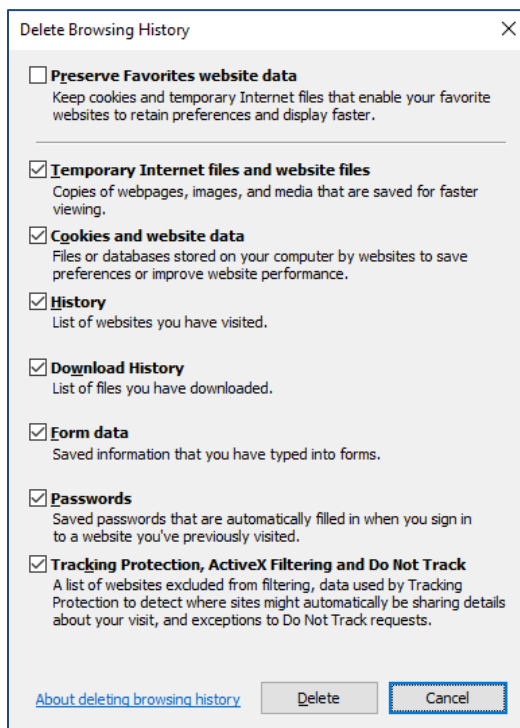 Delete Browsing History
Preserve Favorites website data
Keep cookies and temporary Internet files that enable your favorite
websites to retain preferences and display faster.
Temporary Internet files and website files
Copies of webpages, images, and media that are saved for faster
viewing.
Cookies and website data
Files or databases stored on your computer by websites to save
preferences or improve website performance.
History
List of websites you have visited.
Download History
List of files you have downloaded.
Form data
Saved information that you have typed into forms.
Passwords
Saved passwords that are automatically filled in when you sign in
to a website you've previously visited.
Tracking Protection, ActiveX Filtering and Do Not Track
A list of websites excluded from filtering, data used by Tracking
Protection to detect where sites might automatically be sharing details
about your visit, and exceptions to Do Not Track requests.
About deleting browsing history Delete Cancel